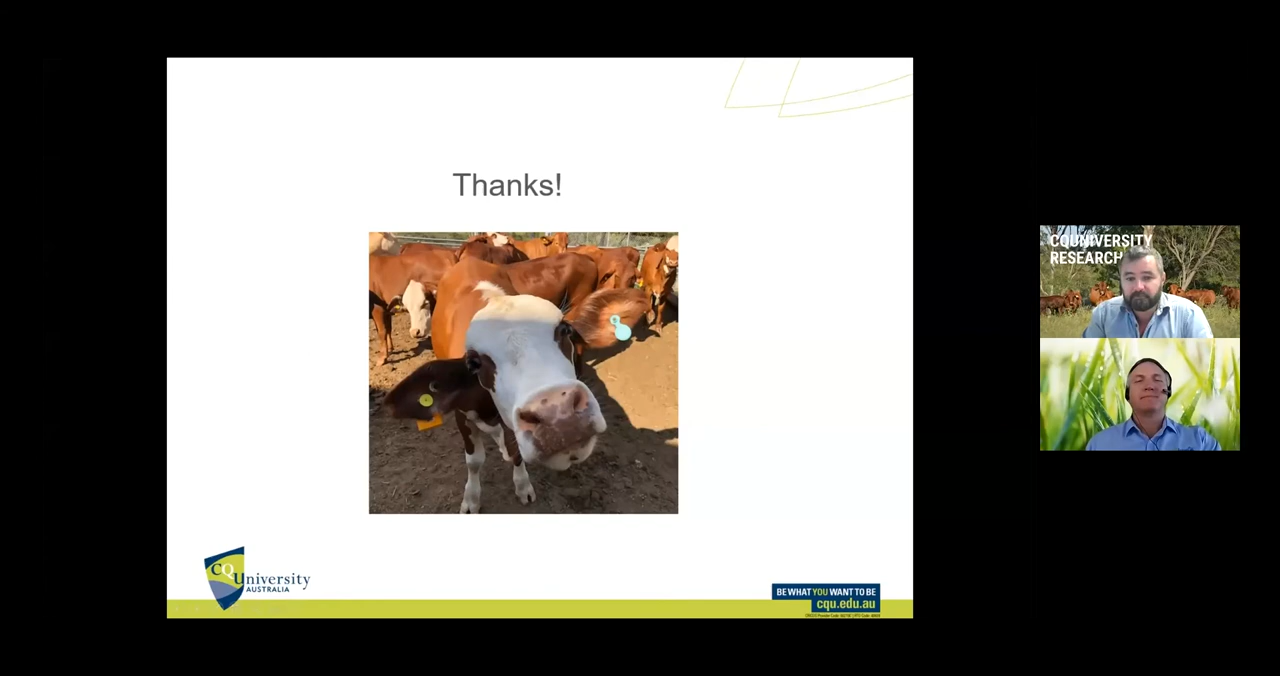 Thanks!
CQUNIVERSITY
RESEARCH
CQUniversity
AUSTRALIA
BE WHAT YOU WANT TO BE
cqu.edu.au